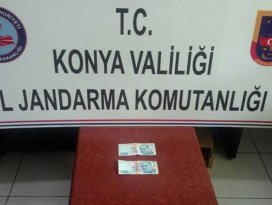 T.C.
KONYA VALİLİĞİ
L JANDARMA KOMUTANLIĞI